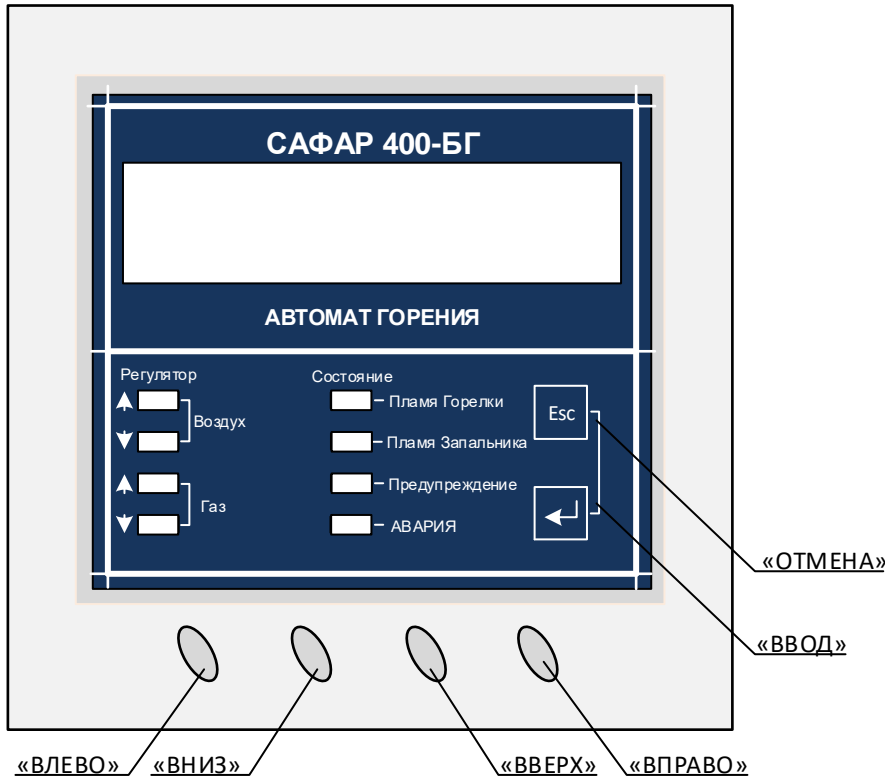 САФАР 400-БГ
АВТОМАТ ГОРЕНИЯ
Регулятор
Воздух
Газ
Состояние
Пламя Горелки
Пламя Запальника
Предупреждение
АВАРИЯ
Esc
«ОТМЕНА»
«ВВОД»
«ВЛЕВО» «ВНИЗ» «ВВЕРХ» «ВПРАВО»